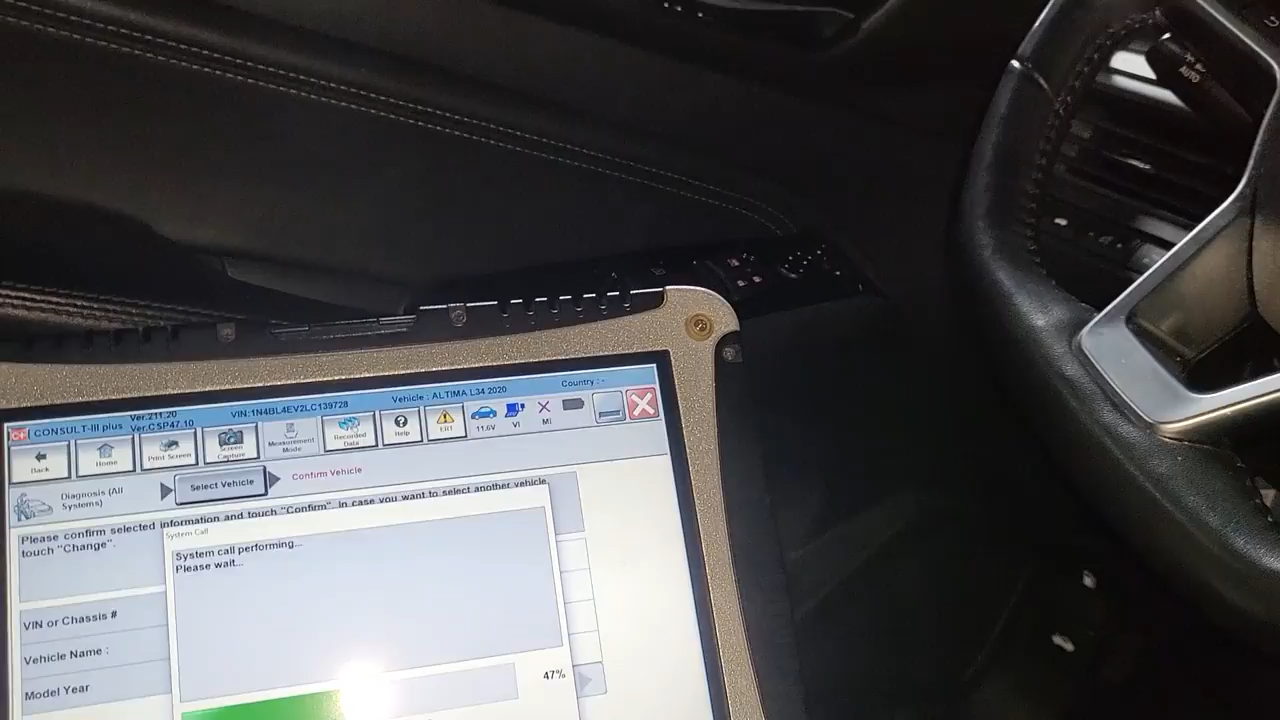 AUTO
CONSULT-III plus Ver.211.20 Ver.CSP47.10 VIN:1N4BL4EV2LC139728 Vehicle : ALTIMA L34 2020 Country : -
Back Home Print Screen Screen Capture Measurement Mode Recorded Data Help ERT 11.6V VI MI
Diagnosis (All Systems) Select Vehicle Confirm Vehicle
Please confirm selected information and touch "Confirm". In case you want to select another vehicle,
touch "Change".
System Call
System call performing...
Please wait...
VIN or Chassis #
Vehicle Name :
Model Year
47%